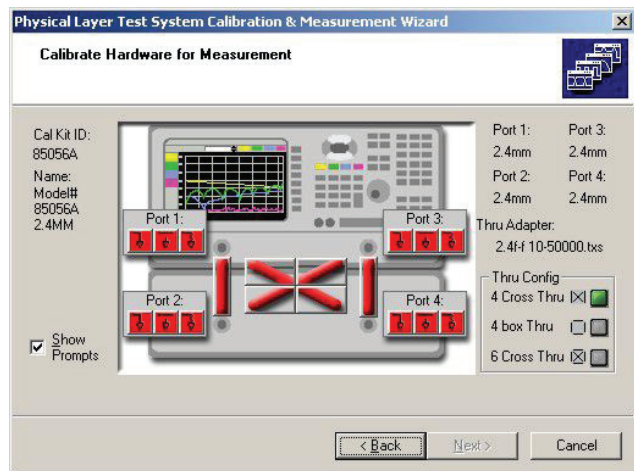 Physical Layer Test System Calibration & Measurement Wizard
Calibrate Hardware for Measurement
Cal Kit ID:
85056A
Name:
Model#
85056A
2.4MM
Show
Prompts
Port 1:
Port 2:
Port 3:
Port 4:
Port 1:
Port 3:
2.4mm
2.4mm
Port 2:
Port 4:
2.4mm
2.4mm
Thru Adapter:
2.4f-f 10-50000.txs
Thru Config
4 Cross Thru
4 box Thru
6 Cross Thru
< Back
Next >
Cancel